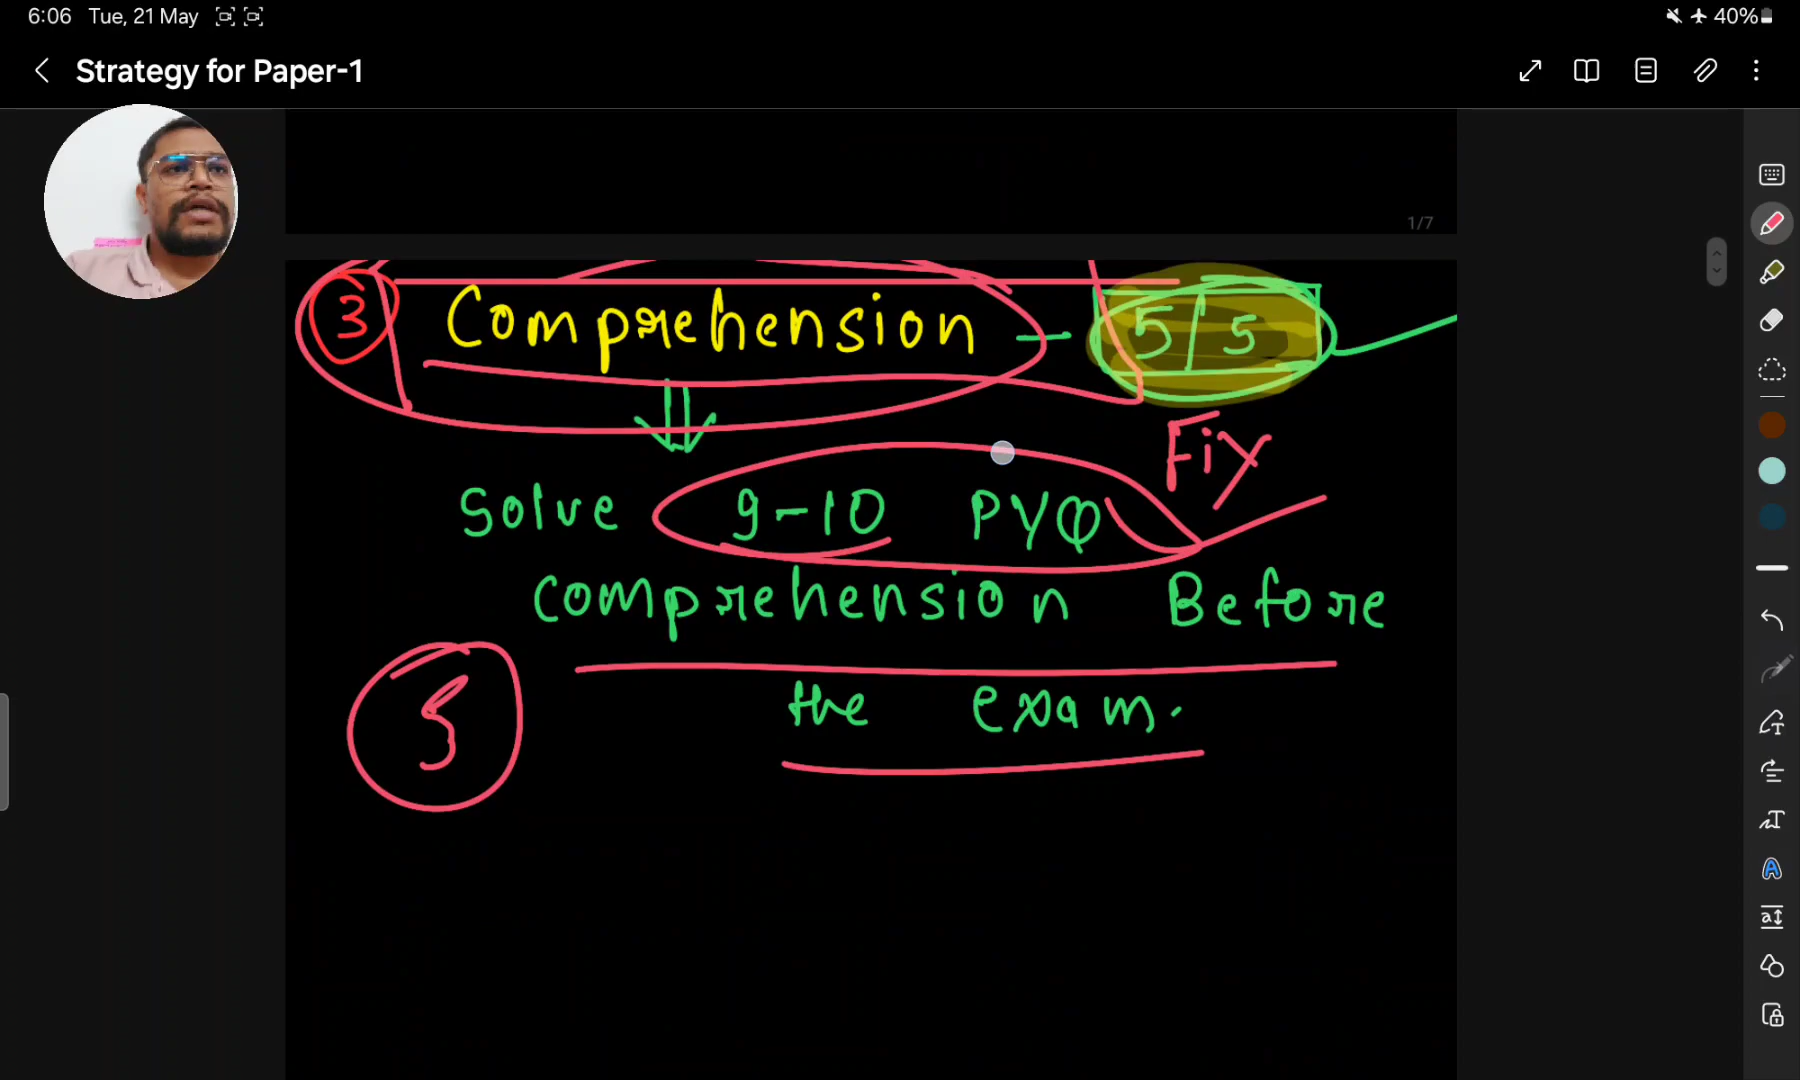 6:06 Tue, 21 May 40%
Strategy for Paper-1
1/7
3 Comprehension - 5/5
Fix
Solve 9-10 PYQ
comprehension Before
the exam.